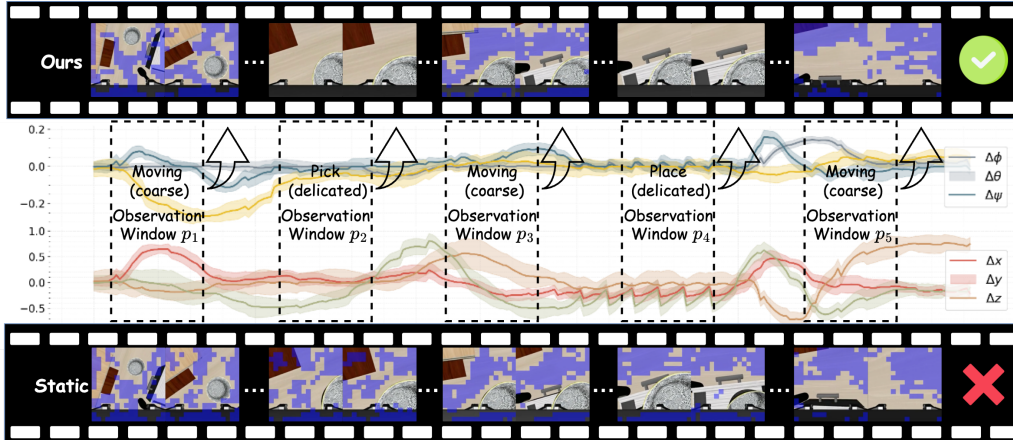 Ours
...
...
...
...
0.2
0.0
−0.2
Moving
(coarse)
Observation
Window p1
Pick
(delicated)
Observation
Window p2
Moving
(coarse)
Observation
Window p3
Place
(delicated)
Observation
Window p4
Moving
(coarse)
Observation
Window p5
Δϕ
Δθ
Δψ
1.0
0.5
0.0
−0.5
Δx
Δy
Δz
Static
...
...
...
...